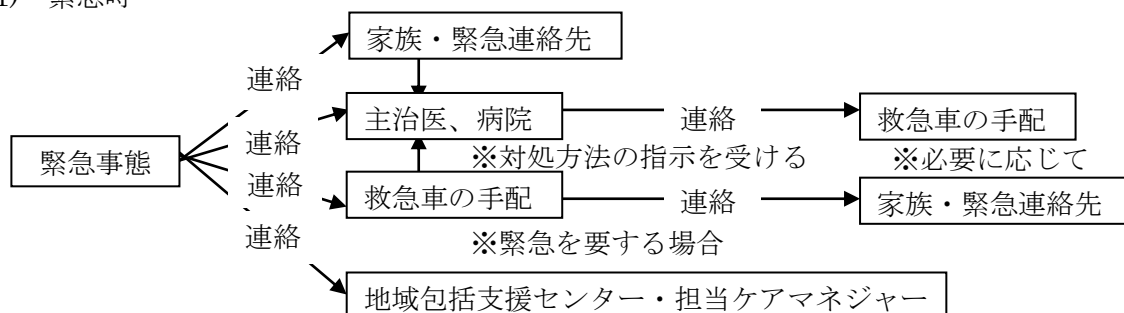 緊急時
家族・緊急連絡先
連絡
主治医、病院
連絡
救急車の手配
連絡
緊急事態
※対処方法の指示を受ける
※必要に応じて
連絡
救急車の手配
連絡
家族・緊急連絡先
連絡
※緊急を要する場合
地域包括支援センター・担当ケアマネジャー